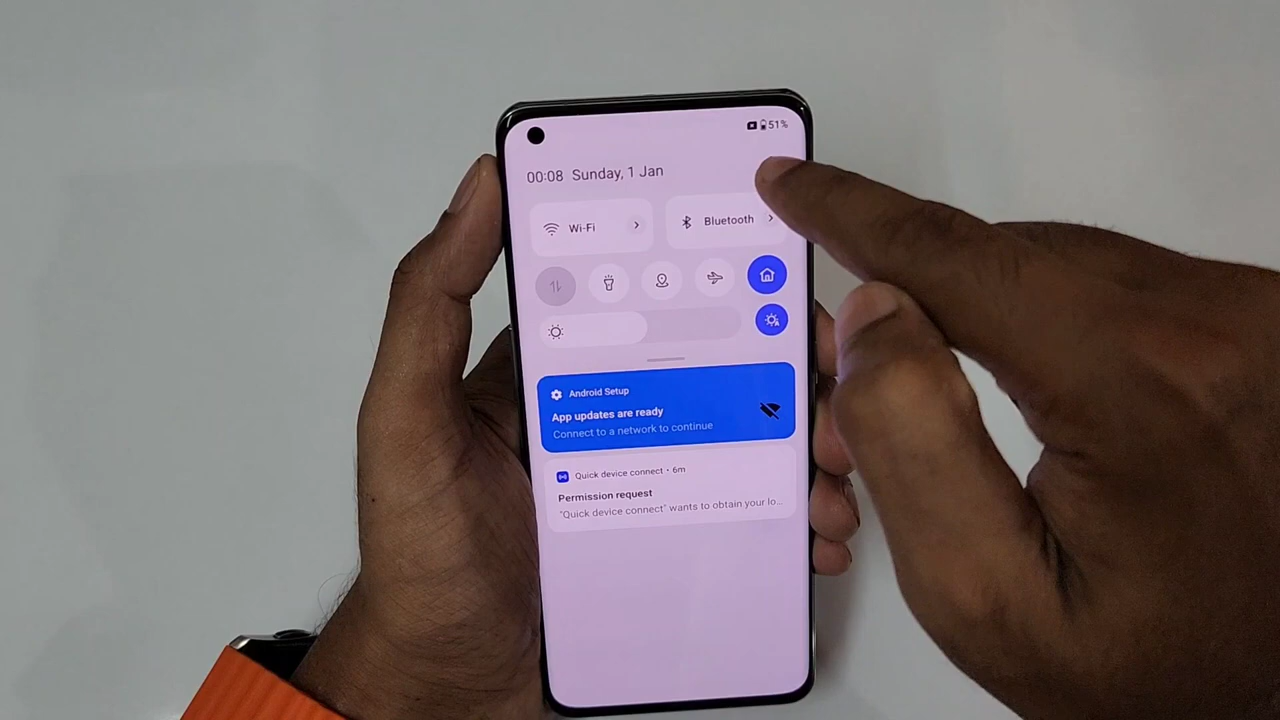 51%
00:08 Sunday, 1 Jan
Wi-Fi
Bluetooth
Android Setup
App updates are ready
Connect to a network to continue
Quick device connect • 6m
Permission request
"Quick device connect" wants to obtain your lo...